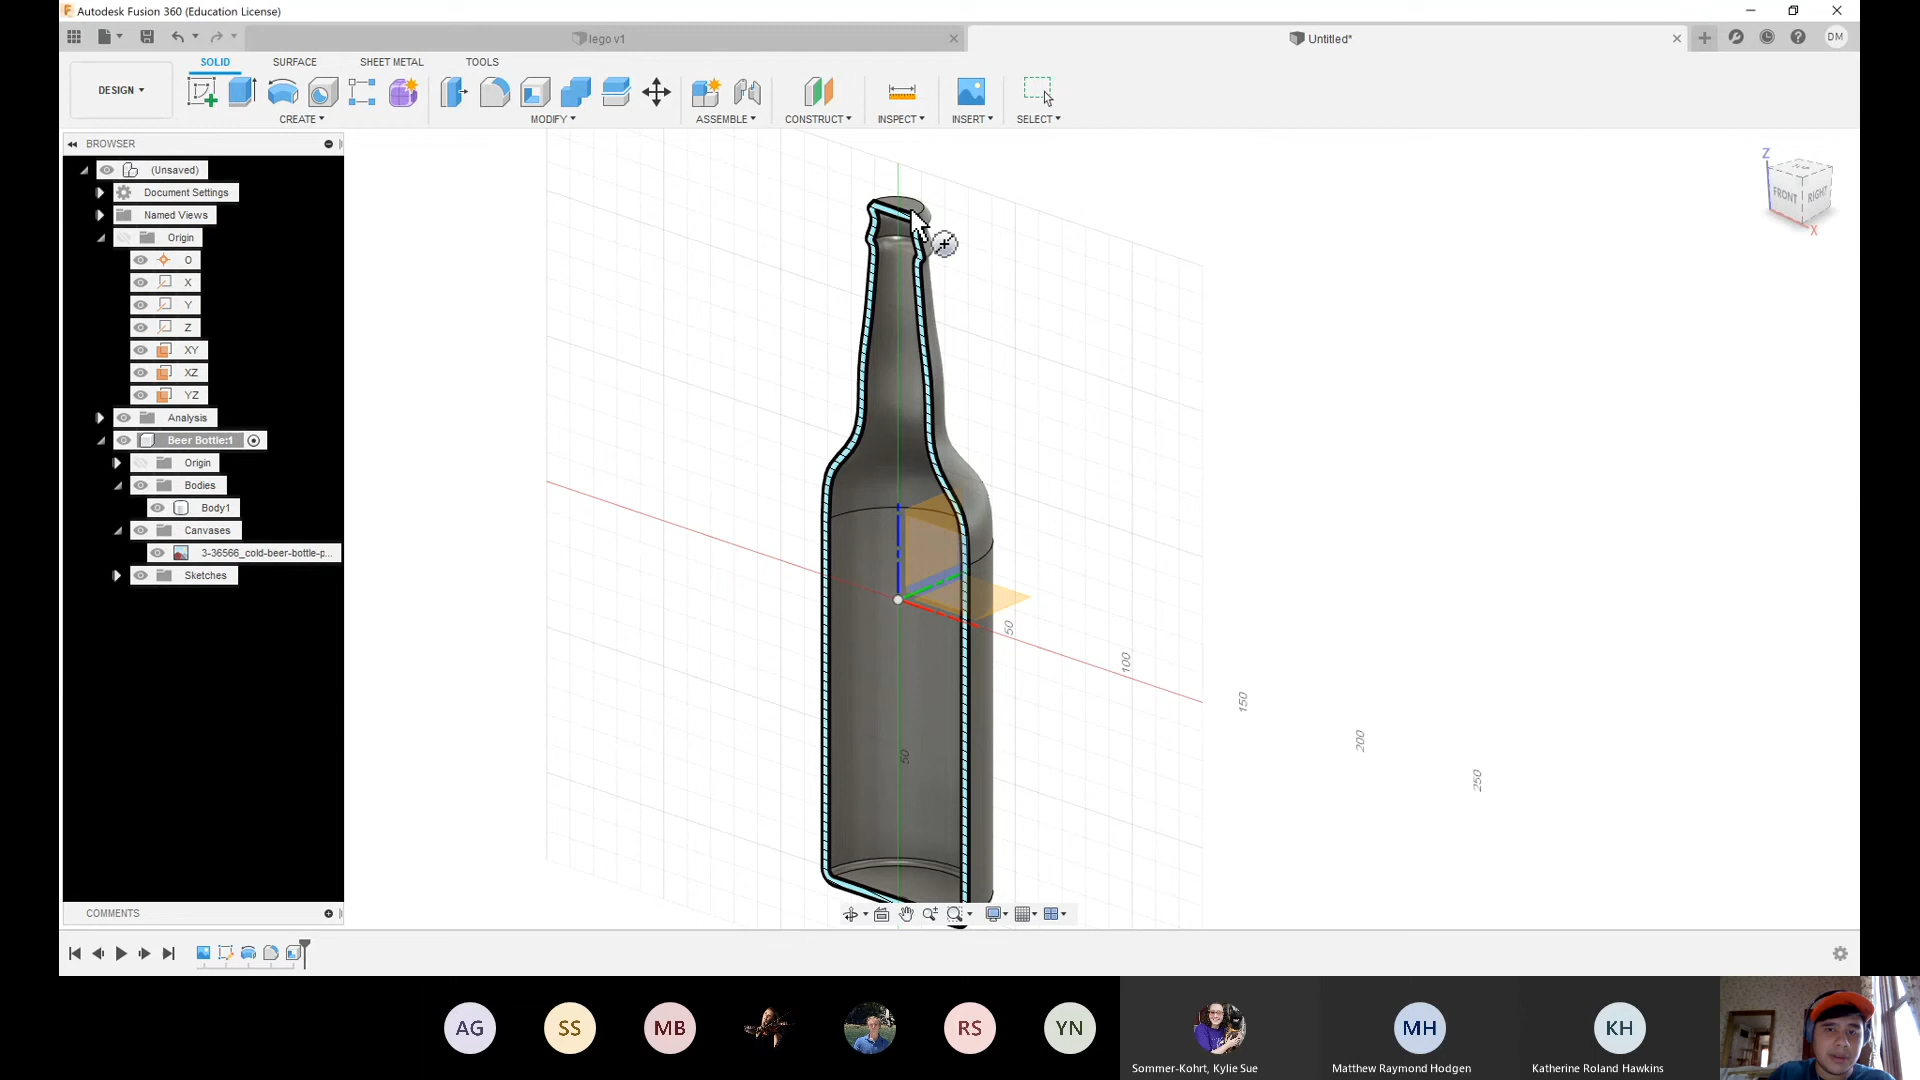 Autodesk Fusion 360 (Education License)
lego v1
Untitled*
DM
SOLID
SURFACE
SHEET METAL
TOOLS
DESIGN
CREATE
MODIFY
ASSEMBLE
CONSTRUCT
INSPECT
INSERT
SELECT
BROWSER
(Unsaved)
Document Settings
Named Views
Origin
O
X
Y
Z
XY
XZ
YZ
Analysis
Beer Bottle:1
Origin
Bodies
Body1
Canvases
3-36566_cold-beer-bottle-p...
Sketches
Z
FRONT
RIGHT
X
50
100
150
200
250
50
COMMENTS
AG
SS
MB
RS
YN
Sommer-Kohrt, Kylie Sue
MH
Matthew Raymond Hodgen
KH
Katherine Roland Hawkins